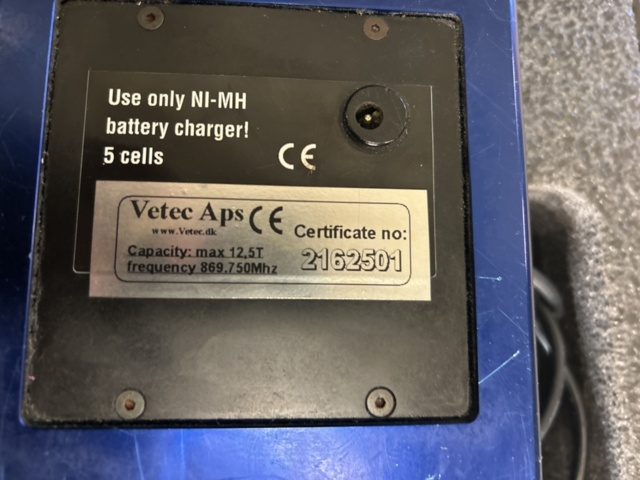 Use only NI-MH
battery charger!
5 cells
CE
Vetec Aps CE
www.Vetec.dk
Certificate no:
Capacity: max 12,5T
2162501
frequency 869.750Mhz